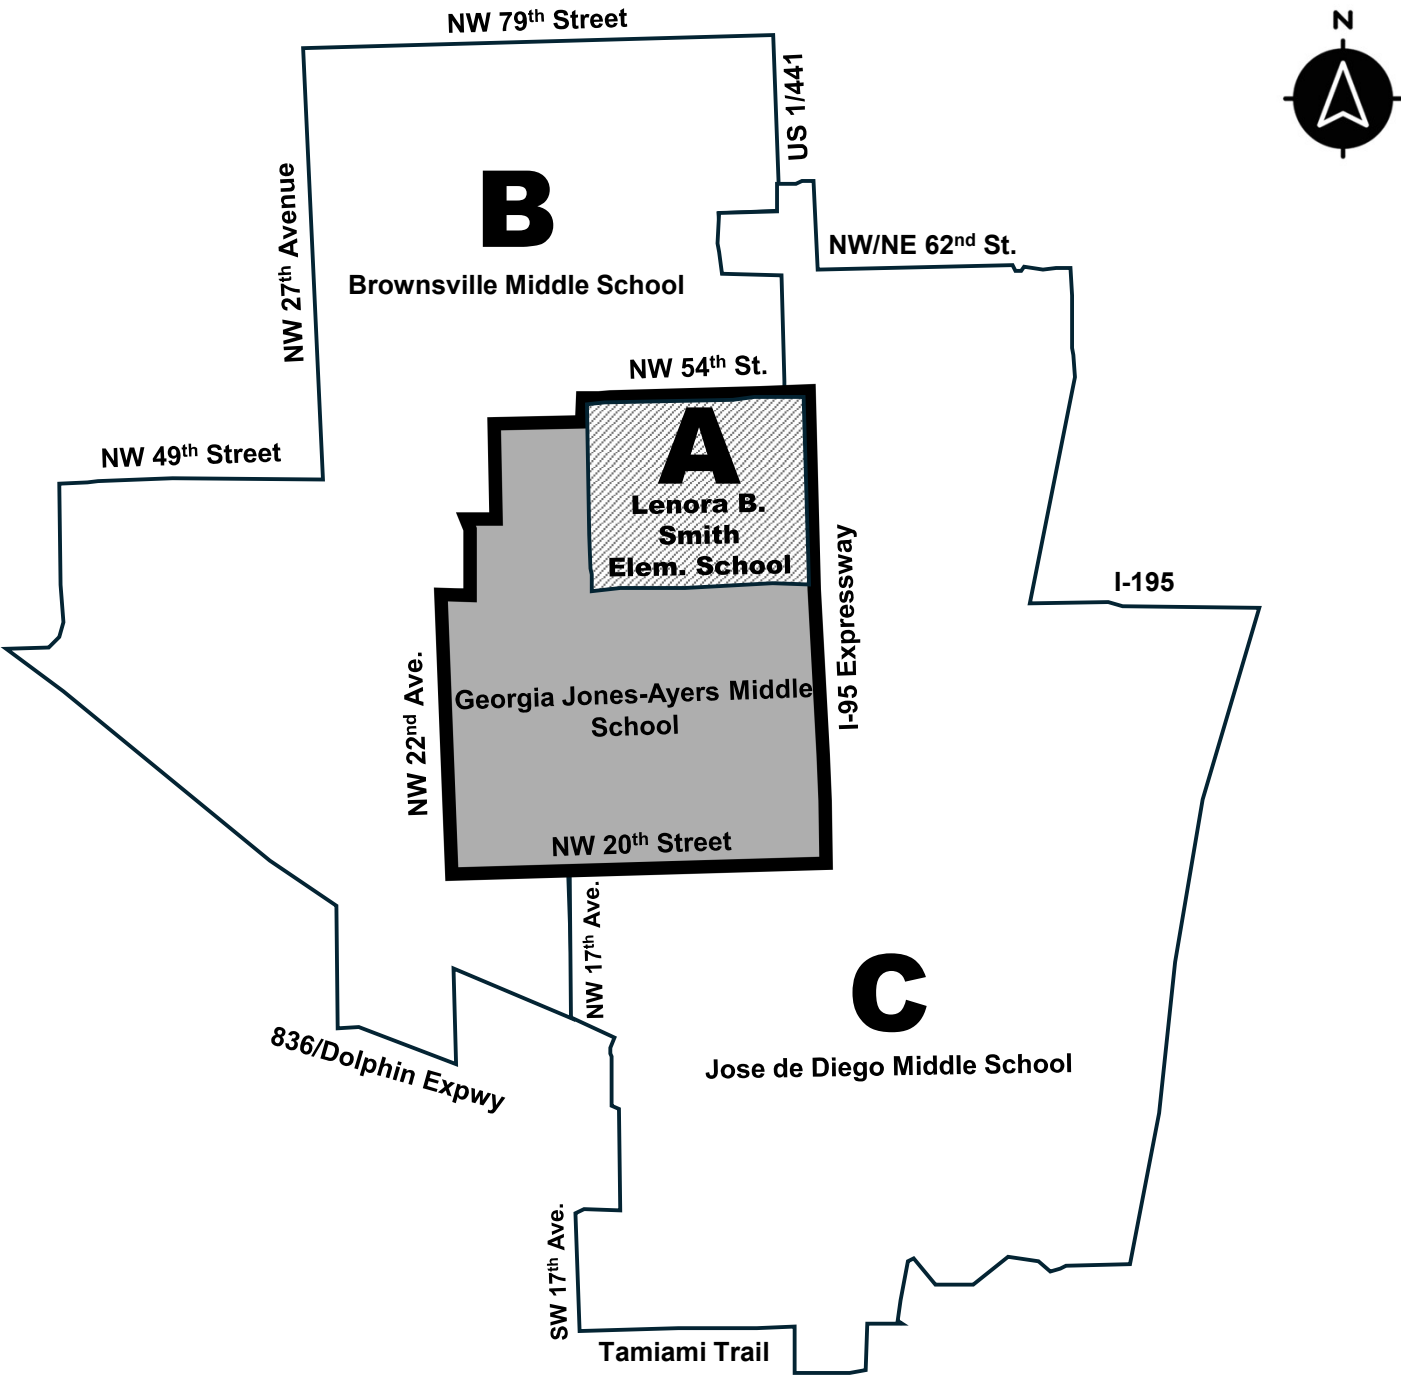 NW 79th Street
N
US 1/441
B
NW 27th Avenue
NW/NE 62nd St.
Brownsville Middle School
NW 54th St.
A
NW 49th Street
Lenora B.
Smith
Elem. School
I-95 Expressway
I-195
NW 22nd Ave.
Georgia Jones-Ayers Middle
School
NW 20th Street
NW 17th Ave.
C
836/Dolphin Expwy
Jose de Diego Middle School
SW 17th Ave.
Tamiami Trail